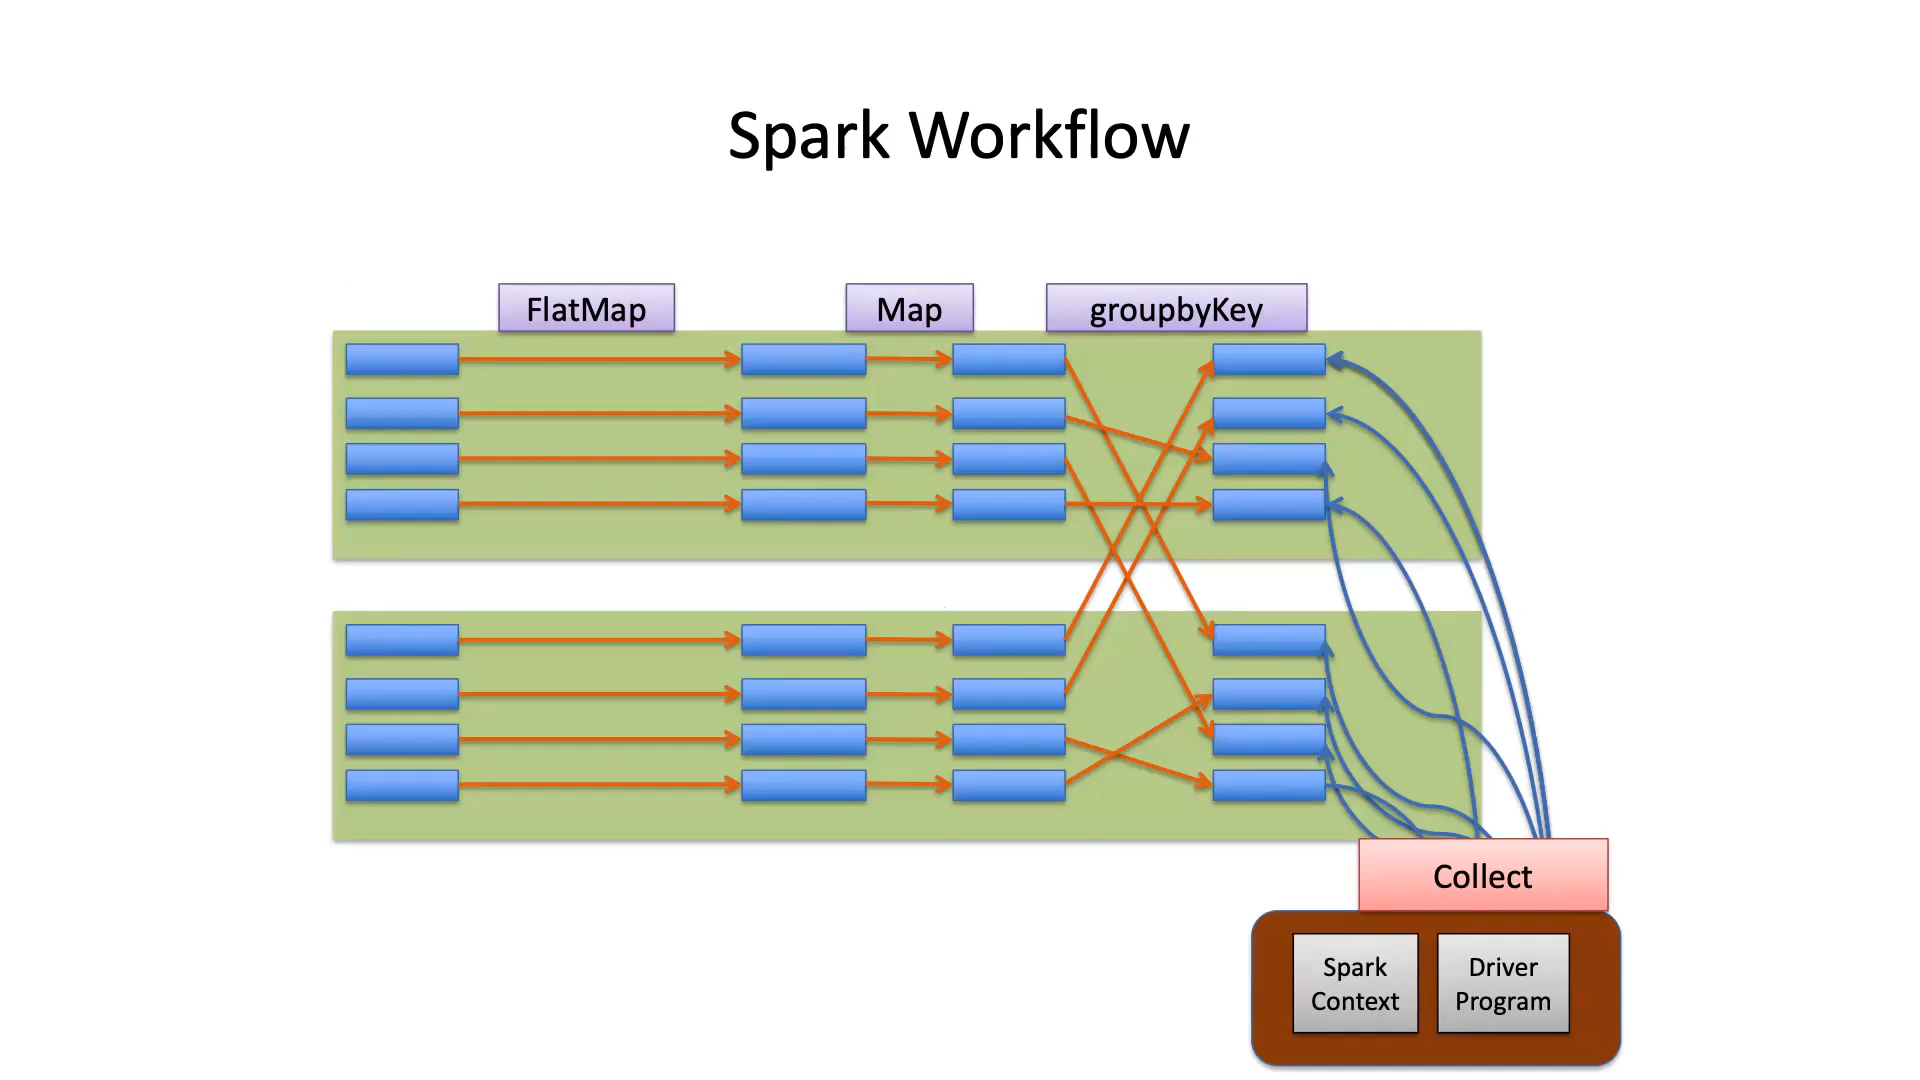 Spark Workflow
FlatMap
Map
groupbyKey
Collect
Spark
Context
Driver
Program